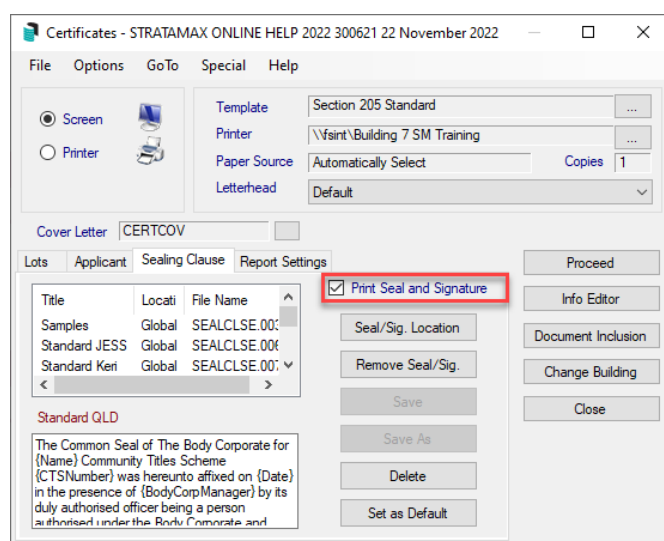 Certificates - STRATAMAX ONLINE HELP 2022 300621 22 November 2022
File Options GoTo Special Help
Screen
Printer
Template Section 205 Standard ...
Printer \\fsint\Building 7 SM Training ...
Paper Source Automatically Select Copies 1
Letterhead Default
Cover Letter CERTCOV
Lots Applicant Sealing Clause Report Settings
Title Locati File Name
Samples Global SEALCLSE.003
Standard JESS Global SEALCLSE.006
Standard Keri Global SEALCLSE.007
Standard QLD
The Common Seal of The Body Corporate for
{Name} Community Titles Scheme
{CTSNumber} was hereunto affixed on {Date}
in the presence of {BodyCorpManager} by its
duly authorised officer being a person
authorised under the Body Corporate and
Print Seal and Signature
Seal/Sig. Location
Remove Seal/Sig.
Save
Save As
Delete
Set as Default
Proceed
Info Editor
Document Inclusion
Change Building
Close